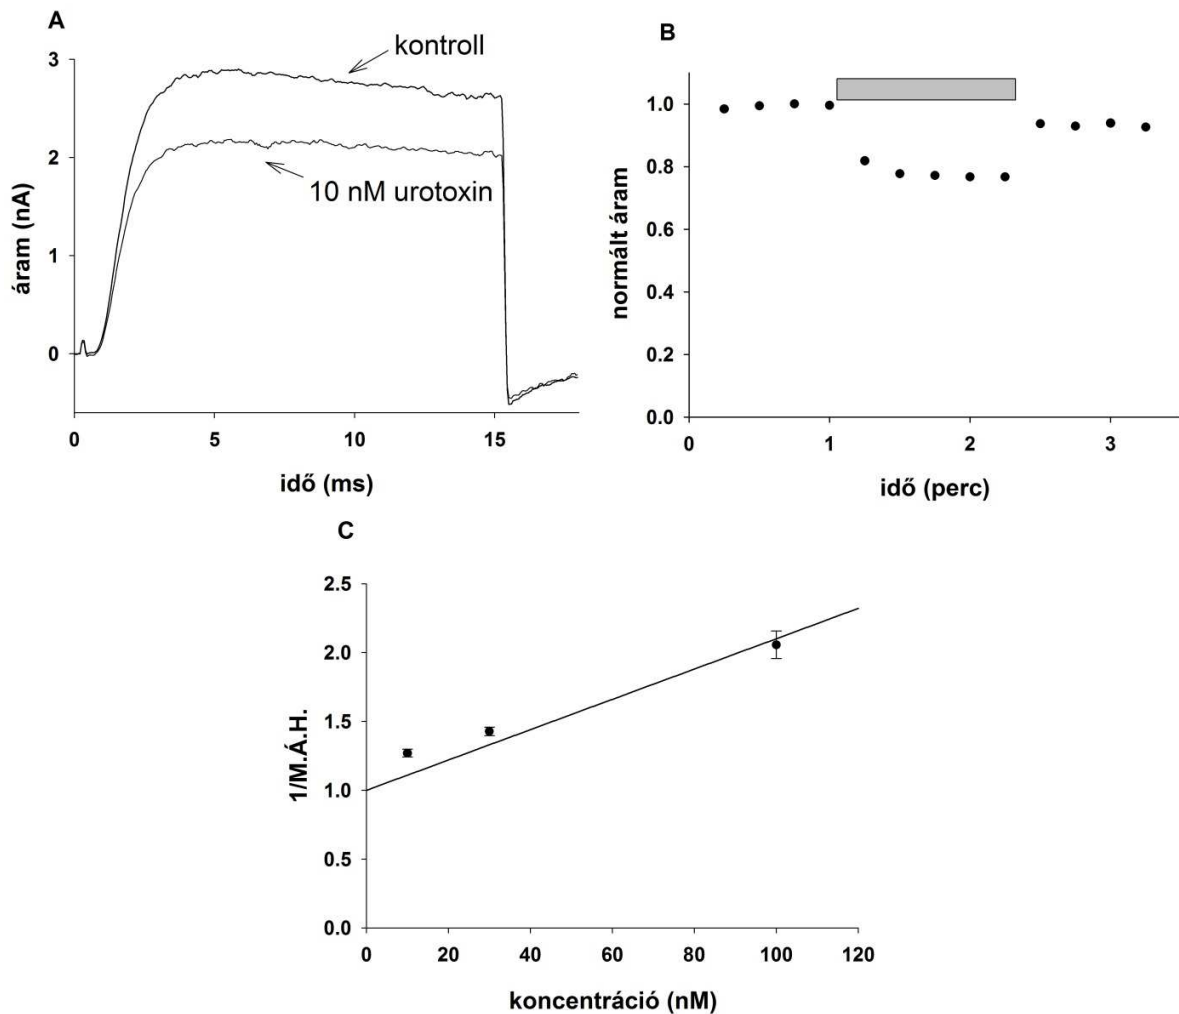 A
kontroll
10 nM urotoxin
3
2
1
0
0
5
10
15
áram (nA)
idő (ms)
B
1.0
0.8
0.6
0.4
0.2
0.0
0
1
2
3
normált áram
idő (perc)
C
2.5
2.0
1.5
1.0
0.5
0.0
0
20
40
60
80
100
120
1/M.Á.H.
koncentráció (nM)